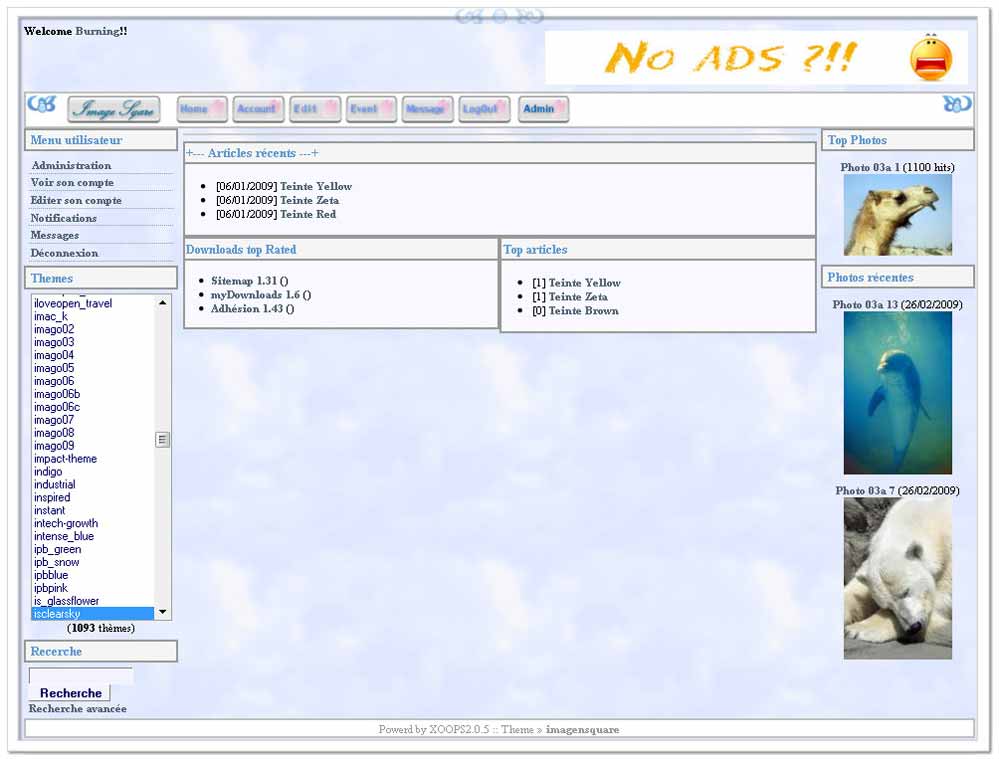 Welcome Burning!!
No ADS ?!!
Image Sqare
Home
Account
Edit
Event
Message
LogOut
Admin
Menu utilisateur
Administration
Voir son compte
Editer son compte
Notifications
Messages
Déconnexion
Themes
iloveopen_travel
imac_k
imago02
imago03
imago04
imago05
imago06
imago06b
imago06c
imago07
imago08
imago09
impact-theme
indigo
industrial
inspired
instant
intech-growth
intense_blue
ipb_green
ipb_snow
ipbblue
ipbpink
is_glassflower
isclearsky
(1093 thèmes)
Recerche
Recherche
Recherche avancée
+--- Articles récents ---+
[06/01/2009] Teinte Yellow
[06/01/2009] Teinte Zeta
[06/01/2009] Teinte Red
Downloads top Rated
Sitemap 1.31 ()
myDownloads 1.6 ()
Adhésion 1.43 ()
Top articles
[1] Teinte Yellow
[1] Teinte Zeta
[0] Teinte Brown
Top Photos
Photo 03a 1 (1100 hits)
Photos récentes
Photo 03a 13 (26/02/2009)
Photo 03a 7 (26/02/2009)
Powerd by XOOPS2.0.5 :: Theme » imagensquare